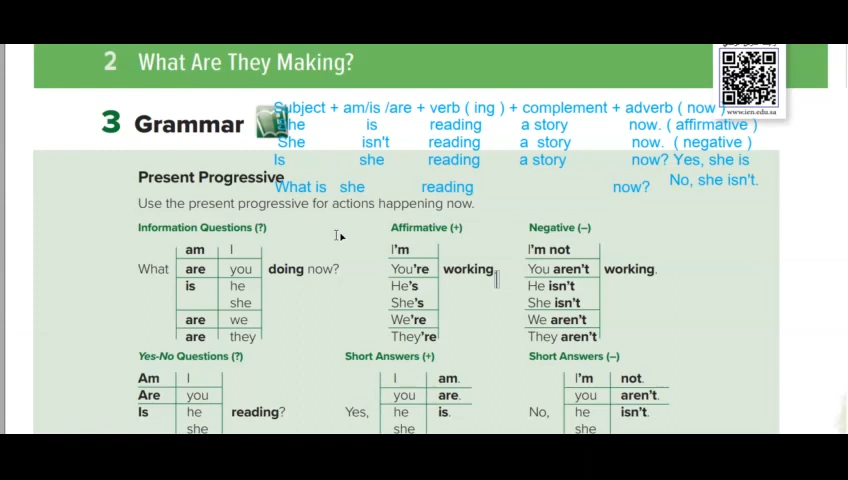 2 What Are They Making?
www.ien.edu.sa
Subject + am/is /are + verb ( ing ) + complement + adverb ( now )
3 Grammar
She is reading a story now. ( affirmative )
She isn't reading a story now. ( negative )
Is she reading a story now? Yes, she is
No, she isn't.
Present Progressive
What is she reading now?
Use the present progressive for actions happening now.
Information Questions (?) Affirmative (+) Negative (–)
am I I'm I'm not
What are you doing now? You're working. You aren't working.
is he He's He isn't
she She's She isn't
are we We're We aren't
are they They're They aren't
Yes-No Questions (?) Short Answers (+) Short Answers (–)
Am I I am. I'm not.
Are you you are. you aren't.
Is he reading? Yes, he is. No, he isn't.
she she she